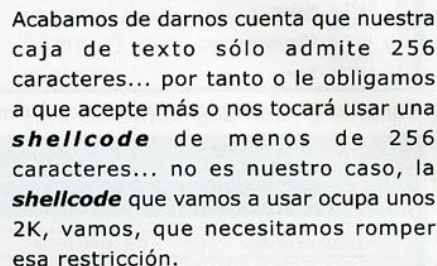 Acabamos de darnos cuenta que nuestra
caja de texto sólo admite 256
caracteres... por tanto o le obligamos
a que acepte más o nos tocará usar una
shellcode de menos de 256
caracteres... no es nuestro caso, la
shellcode que vamos a usar ocupa unos
2K, vamos, que necesitamos romper
esa restricción.